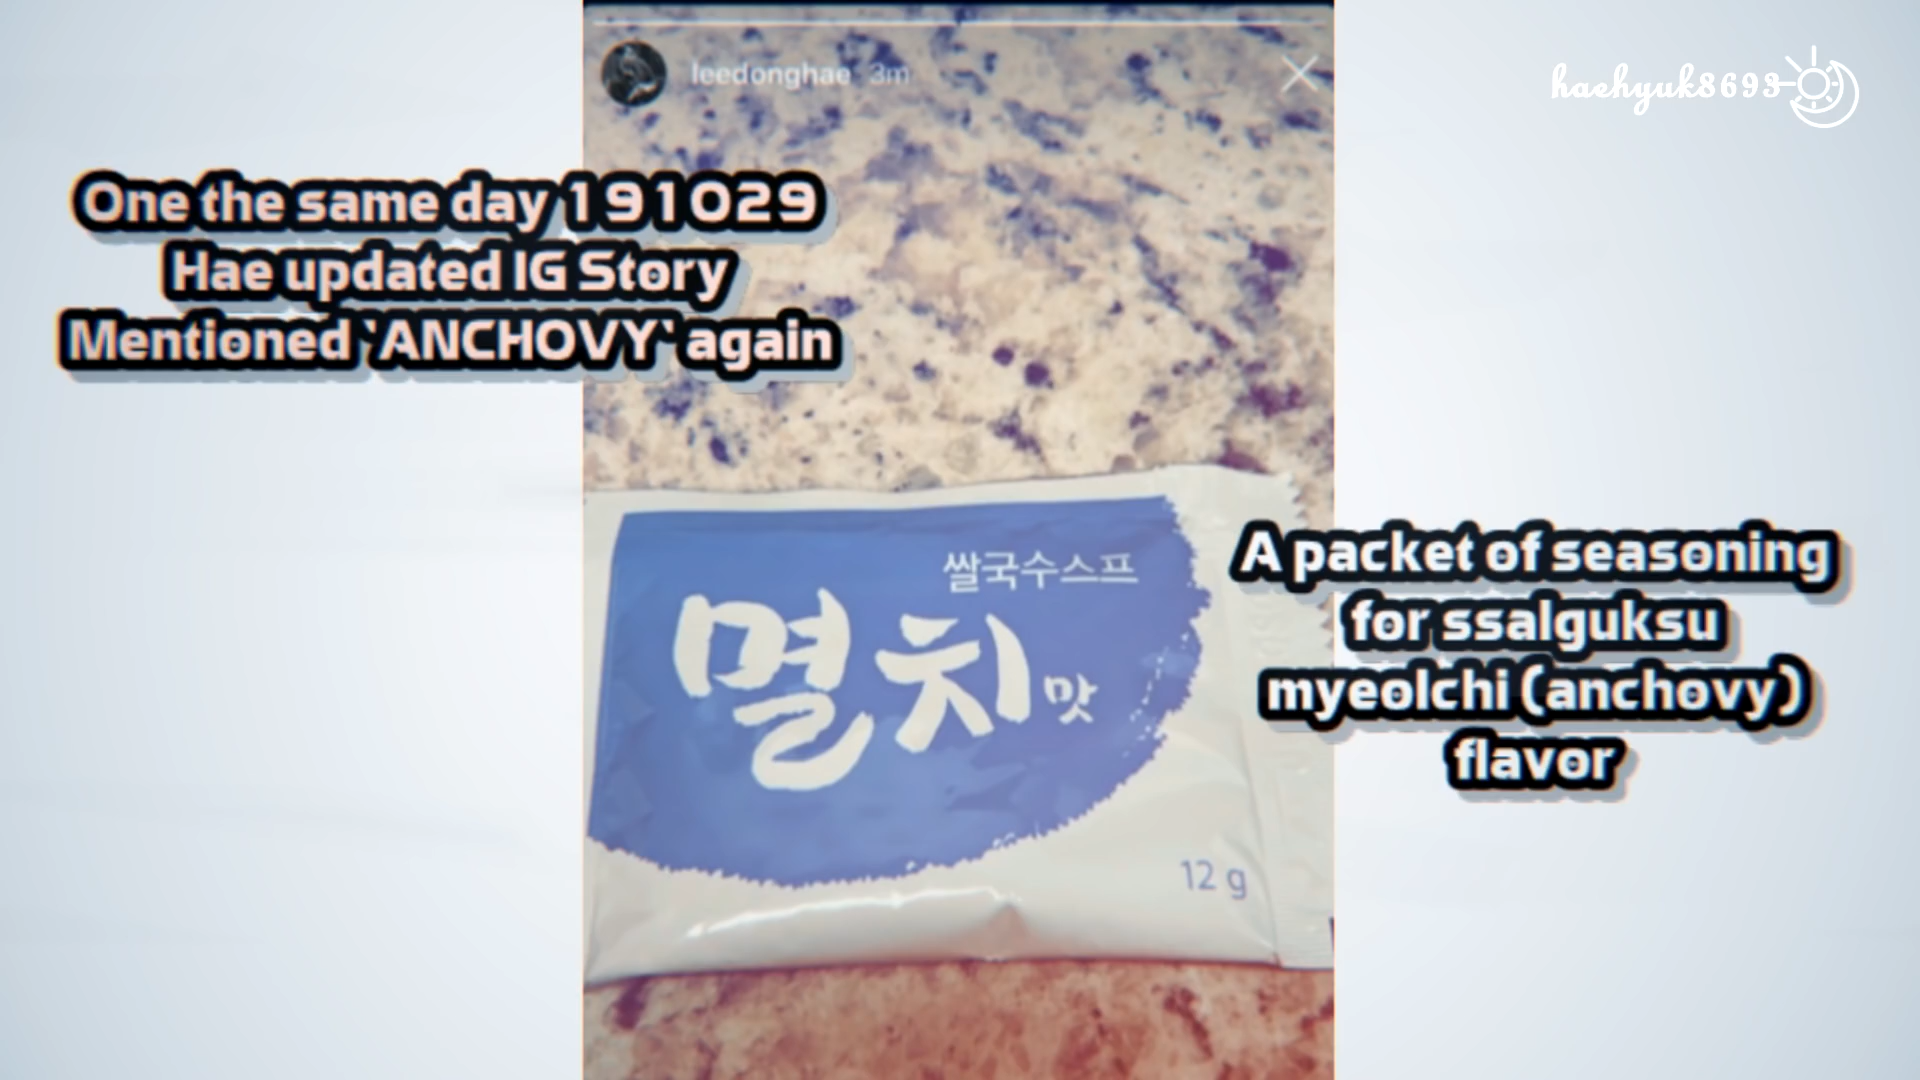 leedonghae 3m
haehyuk8693
One the same day 191029
Hae updated IG Story
Mentioned `ANCHOVY` again
쌀국수스프
멸치맛
12 g
A packet of seasoning
for ssalguksu
myeolchi (anchovy)
flavor